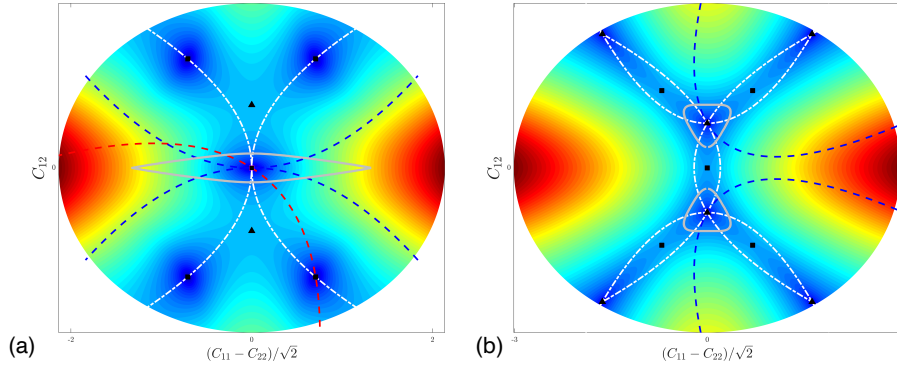 C₁₂
0
-2
0
2
(C₁₁ − C₂₂)/√2
(a)
C₁₂
0
-3
0
(C₁₁ − C₂₂)/√2
(b)